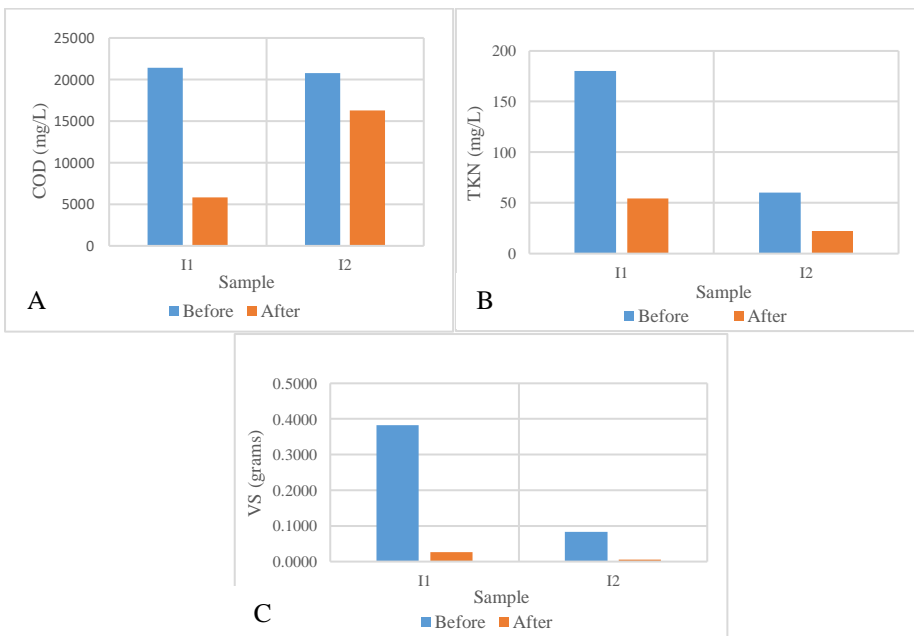 25000
20000
15000
10000
5000
0
COD (mg/L)
I1 I2
Sample
A
Before After
200
150
100
50
0
TKN (mg/L)
I1 I2
Sample
B
Before After
0.5000
0.4000
0.3000
0.2000
0.1000
0.0000
VS (grams)
I1 I2
Sample
C
Before After